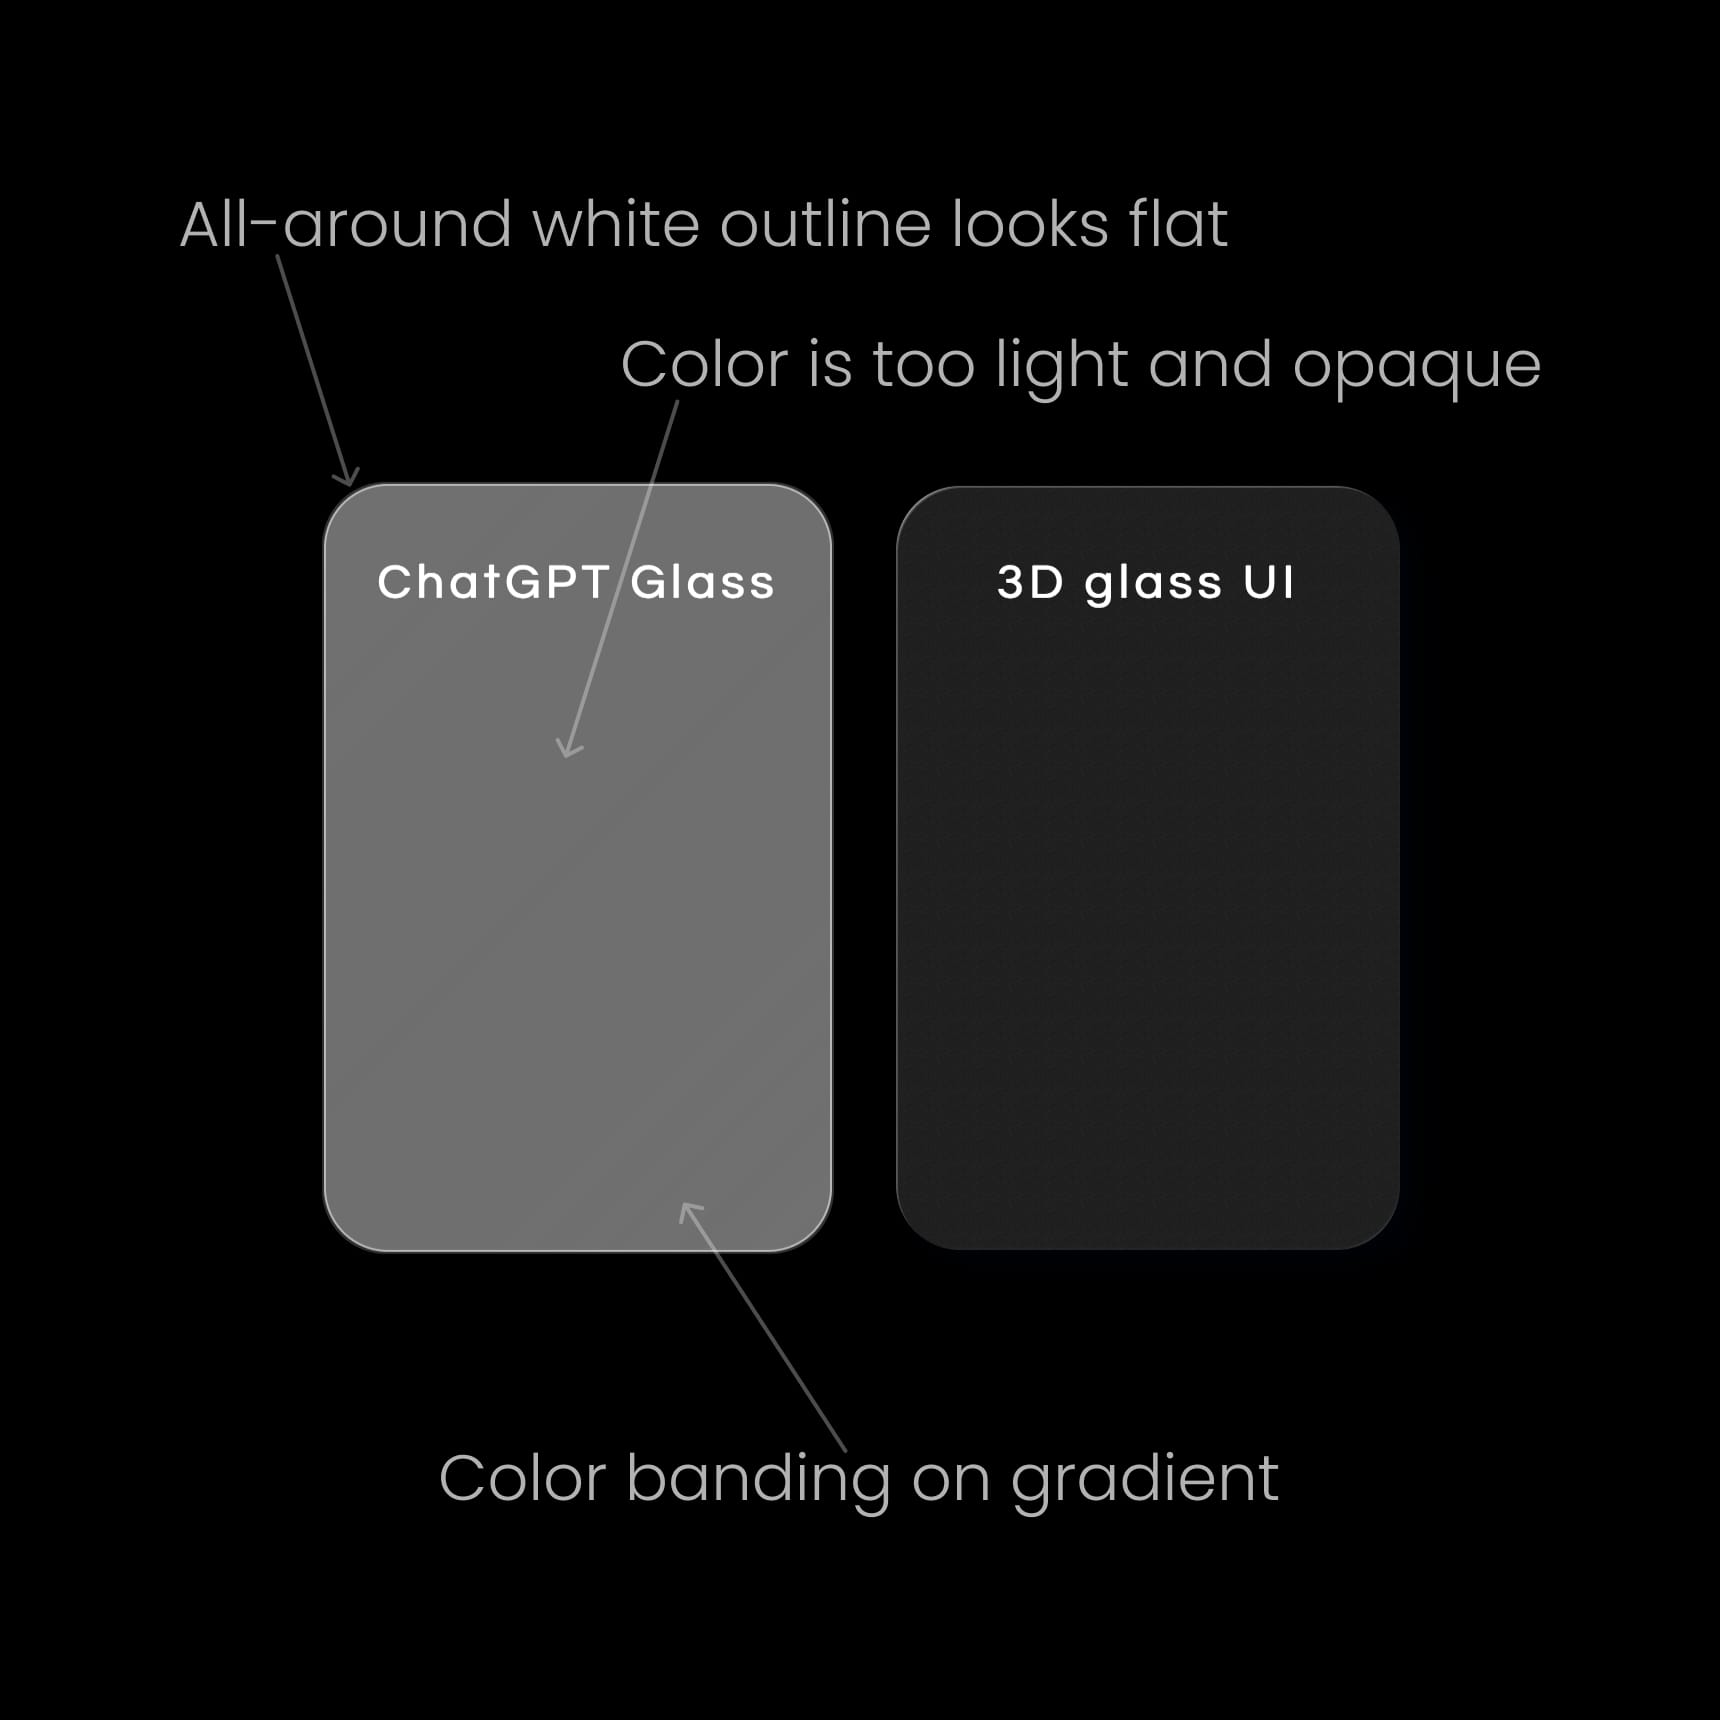 All-around white outline looks flat
Color is too light and opaque
ChatGPT Glass
3D glass UI
Color banding on gradient